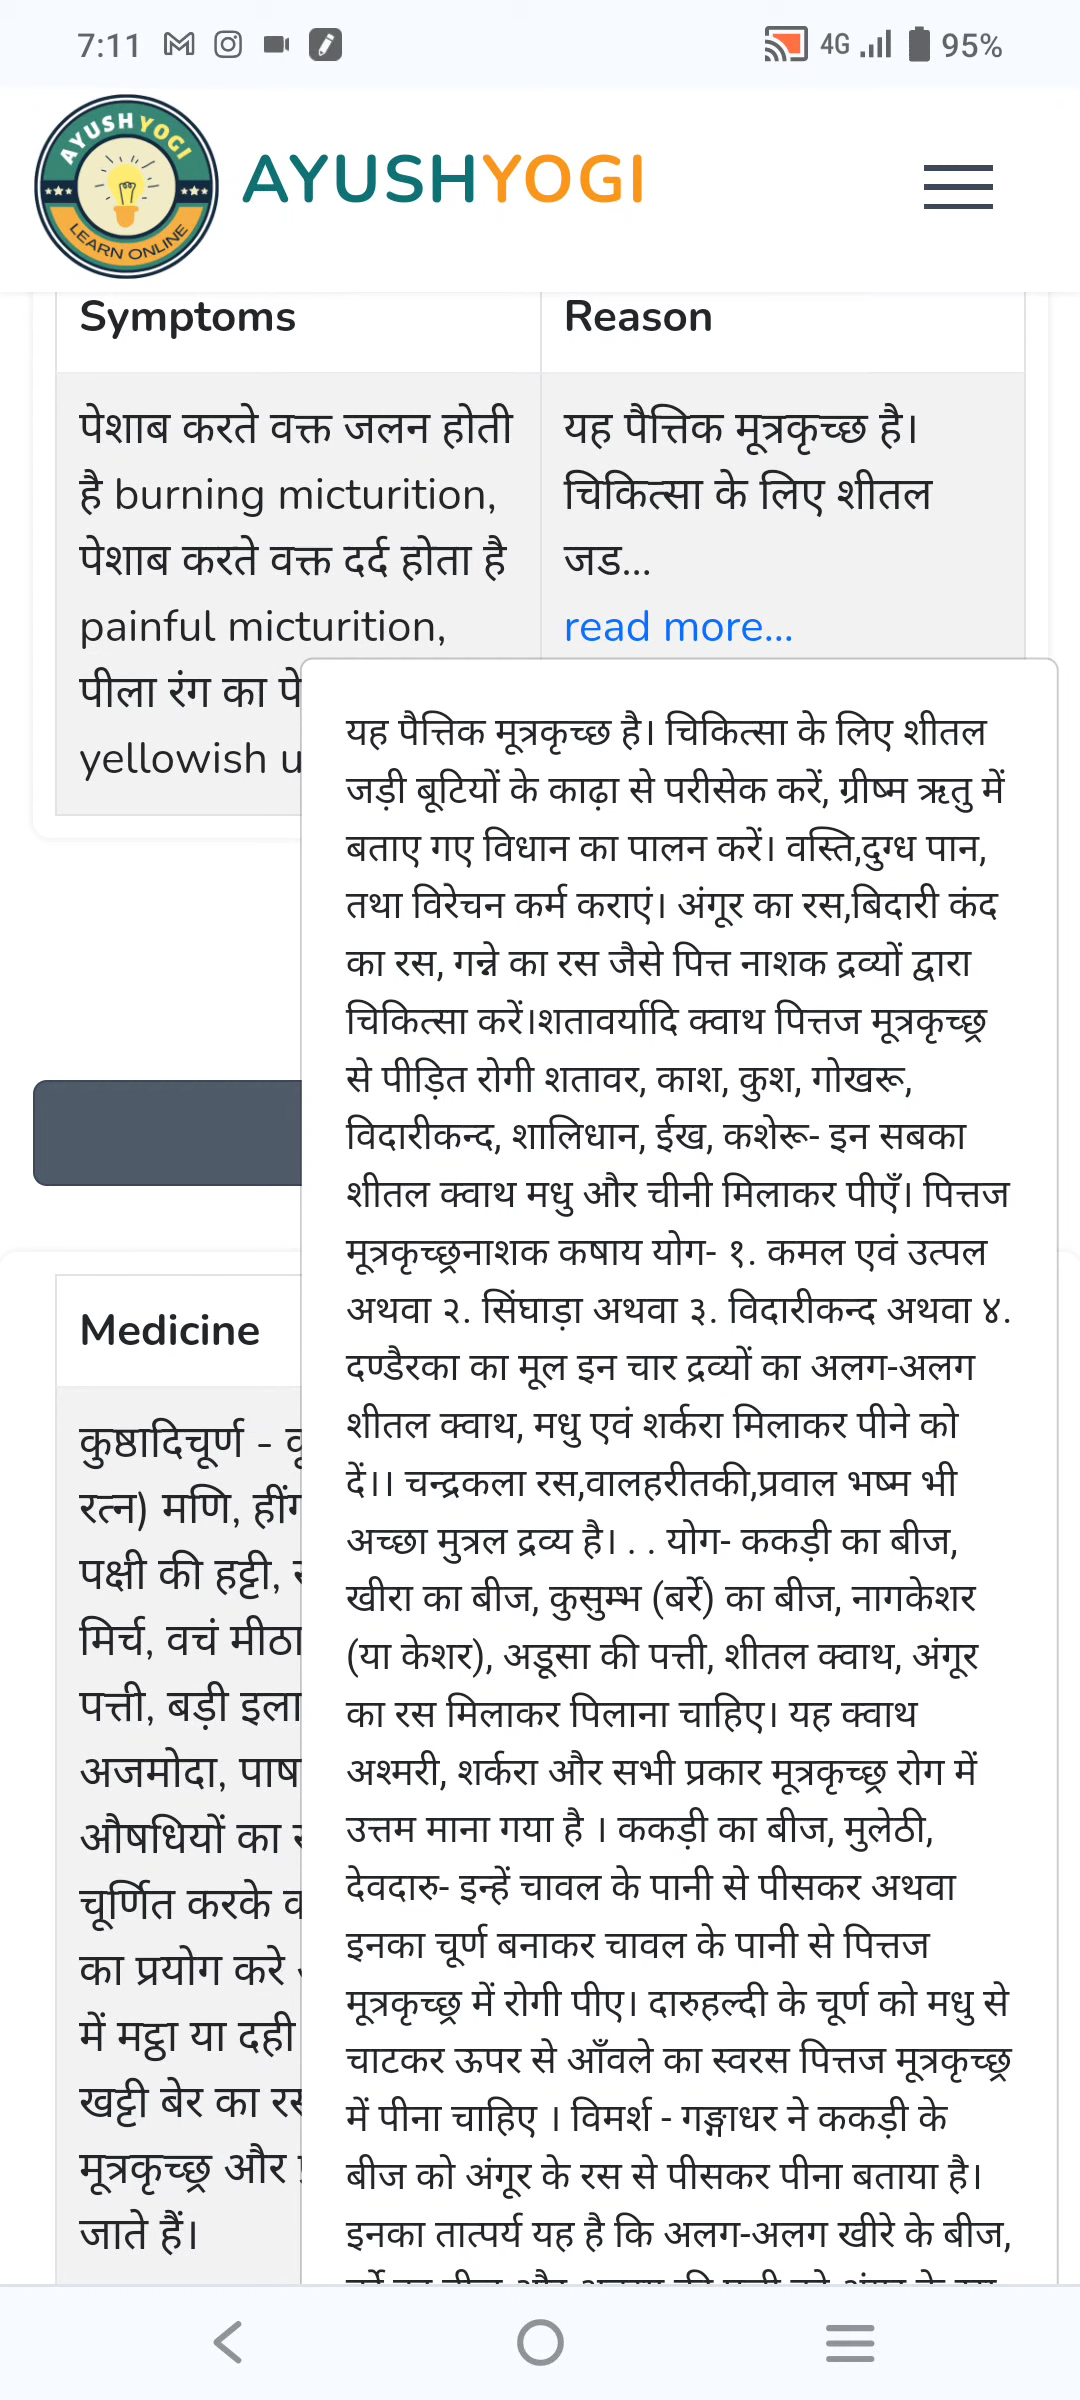 7:11
4G
95%
AYUSHYOGI
LEARN ONLINE
AYUSHYOGI
Symptoms
Reason
पेशाब करते वक्त जलन होती
है burning micturition,
पेशाब करते वक्त दर्द होता है
painful micturition,
पीला रंग का पे
yellowish u
यह पैत्तिक मूत्रकृच्छ है।
चिकित्सा के लिए शीतल
जड...
read more...
यह पैत्तिक मूत्रकृच्छ है। चिकित्सा के लिए शीतल
जड़ी बूटियों के काढ़ा से परीसेक करें, ग्रीष्म ऋतु में
बताए गए विधान का पालन करें। वस्ति,दुग्ध पान,
तथा विरेचन कर्म कराएं। अंगूर का रस,बिदारी कंद
का रस, गन्ने का रस जैसे पित्त नाशक द्रव्यों द्वारा
चिकित्सा करें।शतावर्यादि क्वाथ पित्तज मूत्रकृच्छ्र
से पीड़ित रोगी शतावर, काश, कुश, गोखरू,
विदारीकन्द, शालिधान, ईख, कशेरू- इन सबका
शीतल क्वाथ मधु और चीनी मिलाकर पीएँ। पित्तज
मूत्रकृच्छ्रनाशक कषाय योग- १. कमल एवं उत्पल
अथवा २. सिंघाड़ा अथवा ३. विदारीकन्द अथवा ४.
दण्डैरका का मूल इन चार द्रव्यों का अलग-अलग
शीतल क्वाथ, मधु एवं शर्करा मिलाकर पीने को
दें।। चन्द्रकला रस,वालहरीतकी,प्रवाल भष्म भी
अच्छा मुत्रल द्रव्य है। . . योग- ककड़ी का बीज,
खीरा का बीज, कुसुम्भ (बर्रे) का बीज, नागकेशर
(या केशर), अडूसा की पत्ती, शीतल क्वाथ, अंगूर
का रस मिलाकर पिलाना चाहिए। यह क्वाथ
अश्मरी, शर्करा और सभी प्रकार मूत्रकृच्छ्र रोग में
उत्तम माना गया है । ककड़ी का बीज, मुलेठी,
देवदारु- इन्हें चावल के पानी से पीसकर अथवा
इनका चूर्ण बनाकर चावल के पानी से पित्तज
मूत्रकृच्छ्र में रोगी पीए। दारुहल्दी के चूर्ण को मधु से
चाटकर ऊपर से आँवले का स्वरस पित्तज मूत्रकृच्छ्र
में पीना चाहिए । विमर्श - गङ्गाधर ने ककड़ी के
बीज को अंगूर के रस से पीसकर पीना बताया है।
इनका तात्पर्य यह है कि अलग-अलग खीरे के बीज,
Medicine
कुष्ठादिचूर्ण -
रत्न) मणि, हींग
पक्षी की हट्टी,
मिर्च, वचं मीठा
पत्ती, बड़ी इला
अजमोदा, पाष
औषधियों का
चूर्णित करके
का प्रयोग करे
में मट्ठा या दही
खट्टी बेर का रस
मूत्रकृच्छ्र और
जाते हैं।